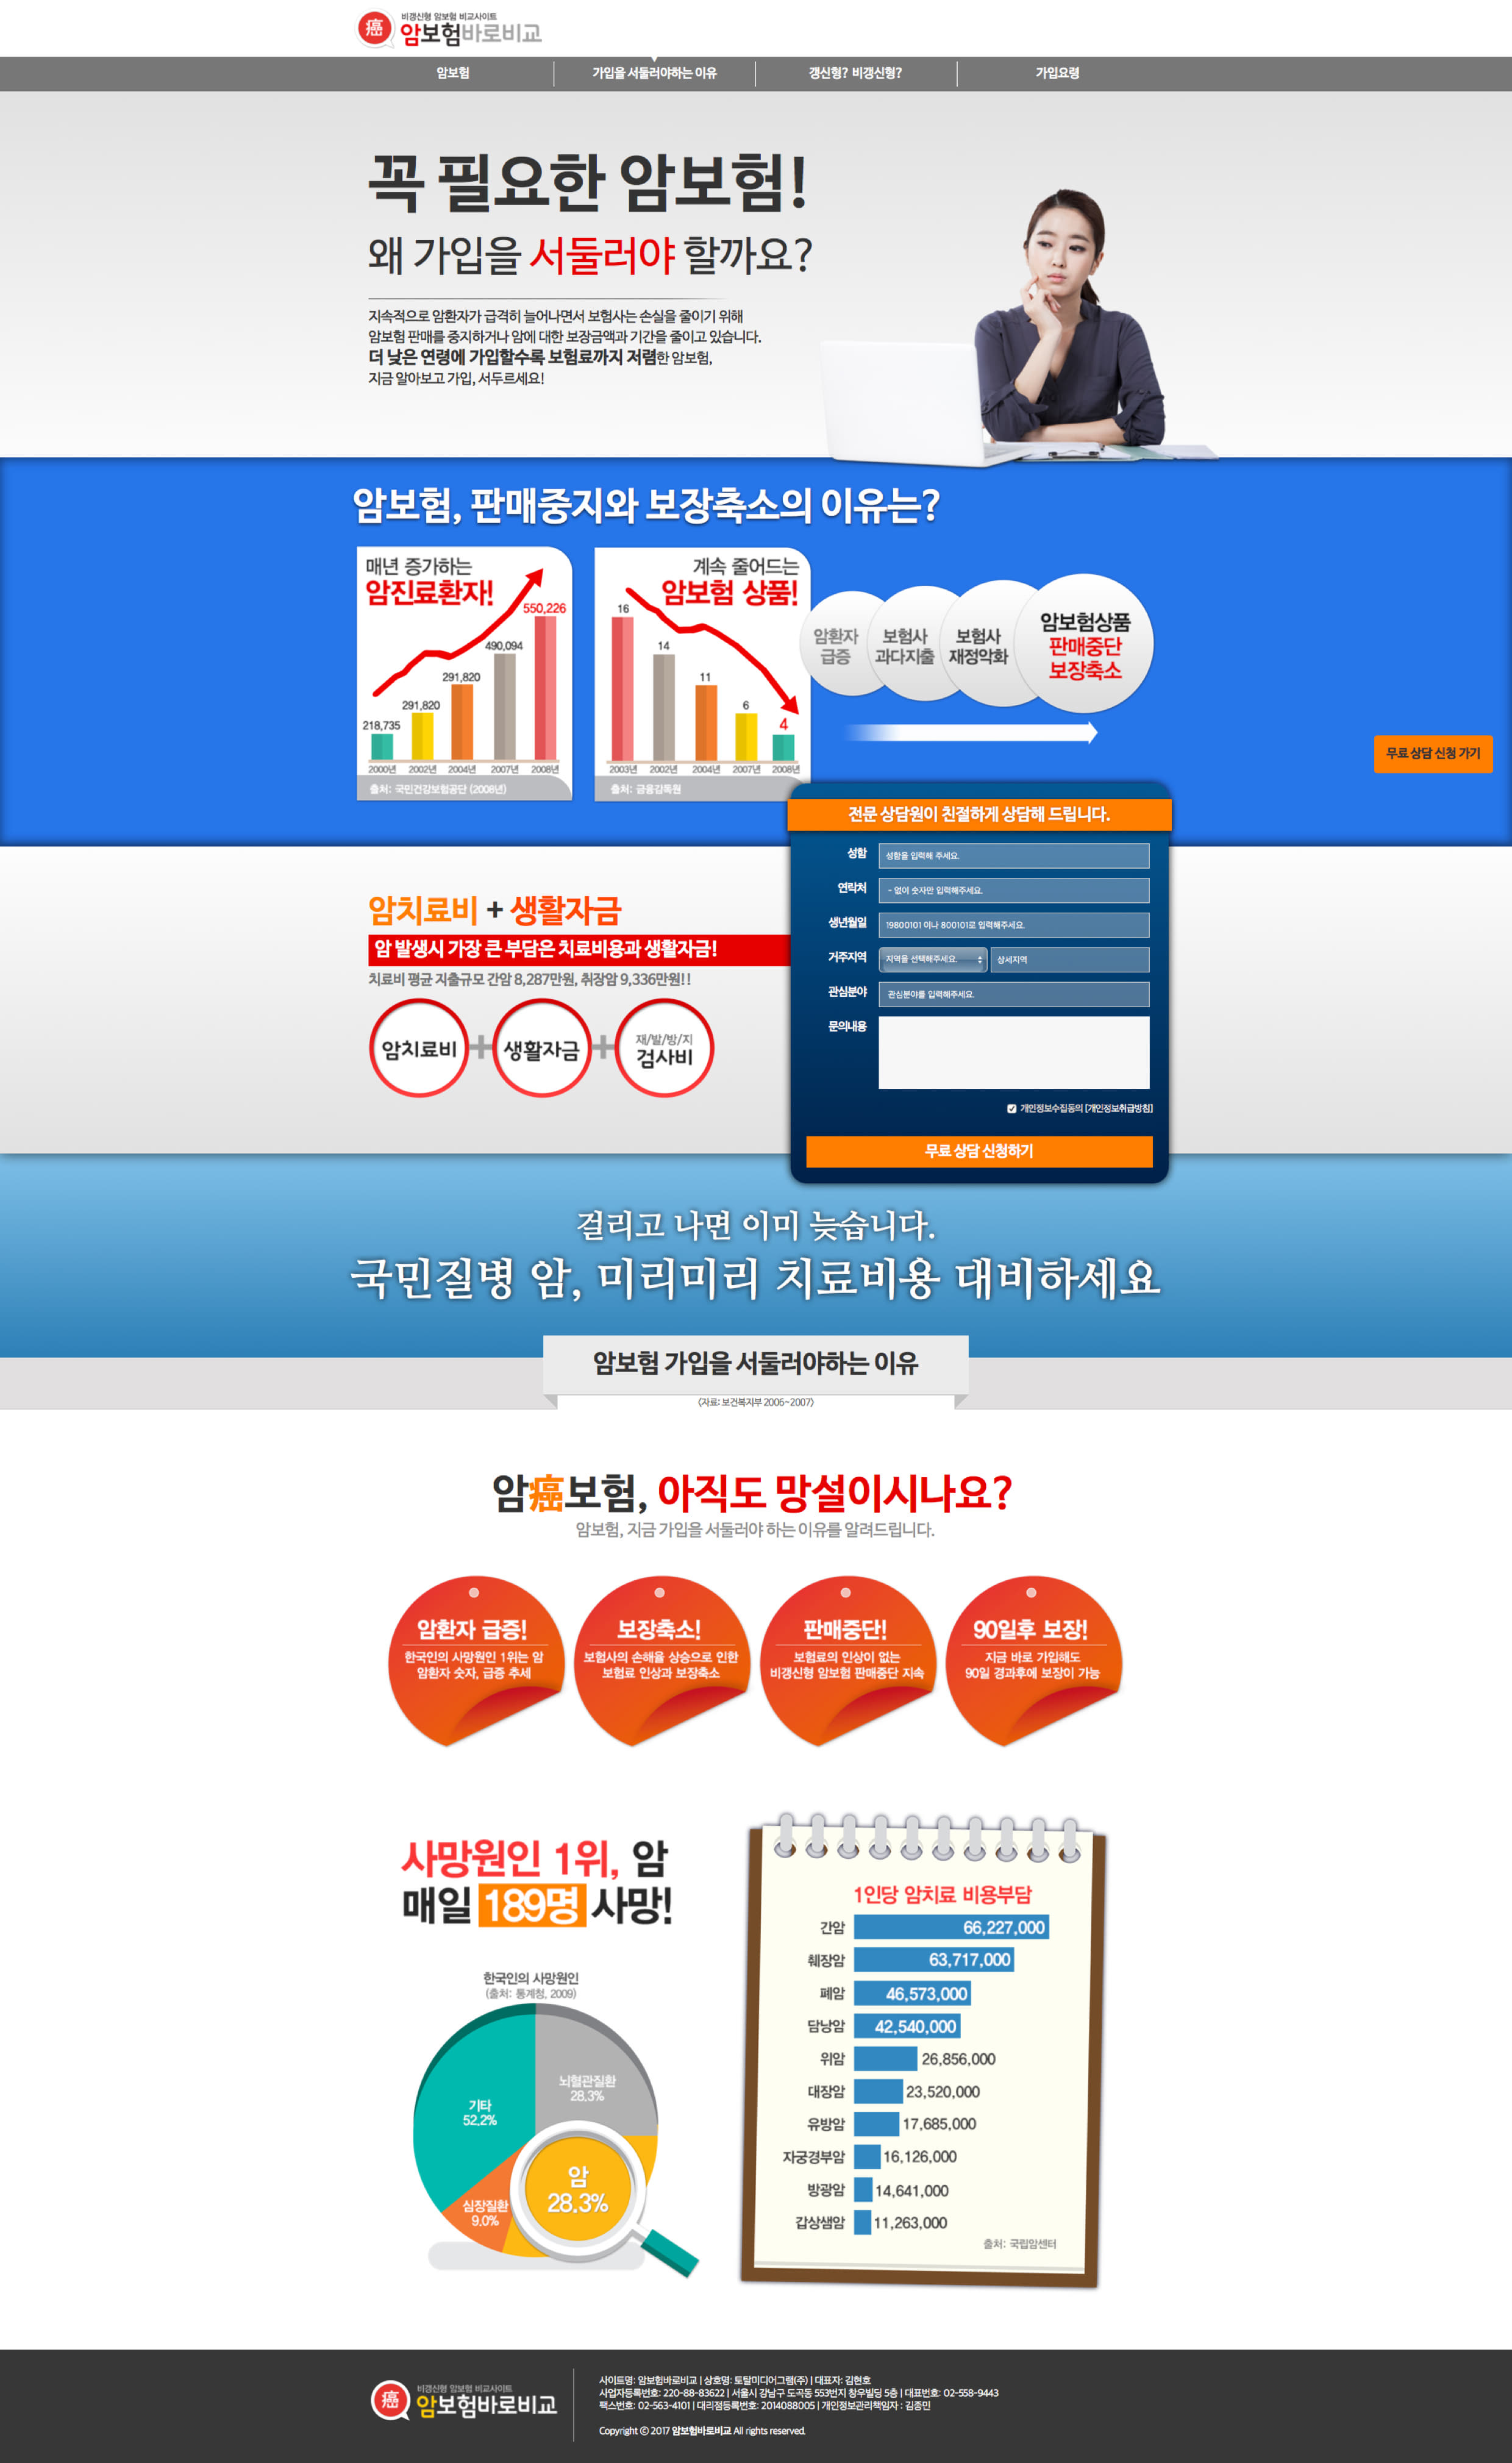 癌 비갱신형 암보험 비교사이트
암보험바로비교
암보험 가입을 서둘러야하는 이유 갱신형? 비갱신형? 가입요령
꼭 필요한 암보험!
왜 가입을 서둘러야 할까요?
지속적으로 암환자가 급격히 늘어나면서 보험사는 손실을 줄이기 위해
암보험 판매를 중지하거나 암에 대한 보장금액과 기간을 줄이고 있습니다.
더 낮은 연령에 가입할수록 보험료까지 저렴한 암보험,
지금 알아보고 가입, 서두르세요!
암보험, 판매중지와 보장축소의 이유는?
매년 증가하는
암진료환자!
550,226
490,094
291,820
291,820
218,735
2000년 2002년 2004년 2007년 2008년
출처: 국민건강보험공단 (2008년)
계속 줄어드는
암보험 상품!
16
14
11
6
4
2003년 2002년 2004년 2007년 2008년
출처: 금융감독원
암환자
급증
보험사
과다지출
보험사
재정악화
암보험상품
판매중단
보장축소
무료 상담 신청 가기
전문 상담원이 친절하게 상담해 드립니다.
성함 성함을 입력해 주세요.
연락처 - 없이 숫자만 입력해주세요.
생년월일 19800101 이나 800101로 입력해주세요.
거주지역 지역을 선택해주세요. 상세지역
관심분야 관심분야를 입력해주세요.
문의내용
개인정보수집동의 [개인정보취급방침]
무료 상담 신청하기
암치료비 + 생활자금
암 발생시 가장 큰 부담은 치료비용과 생활자금!
치료비 평균 지출규모 간암 8,287만원, 취장암 9,336만원!!
암치료비 + 생활자금 + 재/발/방/지
검사비
걸리고 나면 이미 늦습니다.
국민질병 암, 미리미리 치료비용 대비하세요
암보험 가입을 서둘러야하는 이유
<자료: 보건복지부 2006~2007>
암癌보험, 아직도 망설이시나요?
암보험, 지금 가입을 서둘러야 하는 이유를 알려드립니다.
암환자 급증!
한국인의 사망원인 1위는 암
암환자 숫자, 급증 추세
보장축소!
보험사의 손해율 상승으로 인한
보험료 인상과 보장축소
판매중단!
보험료의 인상이 없는
비갱신형 암보험 판매중단 지속
90일후 보장!
지금 바로 가입해도
90일 경과후에 보장이 가능
사망원인 1위, 암
매일 189명 사망!
한국인의 사망원인
(출처: 통계청, 2009)
뇌혈관질환
28.3%
기타
52.2%
암
28.3%
심장질환
9.0%
1인당 암치료 비용부담
간암 66,227,000
췌장암 63,717,000
폐암 46,573,000
담낭암 42,540,000
위암 26,856,000
대장암 23,520,000
유방암 17,685,000
자궁경부암 16,126,000
방광암 14,641,000
갑상샘암 11,263,000
출처: 국립암센터
癌 비갱신형 암보험 비교사이트
암보험바로비교
사이트명: 암보험바로비교 | 상호명: 토탈미디어그램(주) | 대표자: 김현호
사업자등록번호: 220-88-83622 | 서울시 강남구 도곡동 553번지 창우빌딩 5층 | 대표번호: 02-558-9443
팩스번호: 02-563-4101 | 대리점등록번호: 2014088005 | 개인정보관리책임자 : 김종민
Copyright ⓒ 2017 암보험바로비교 All rights reserved.